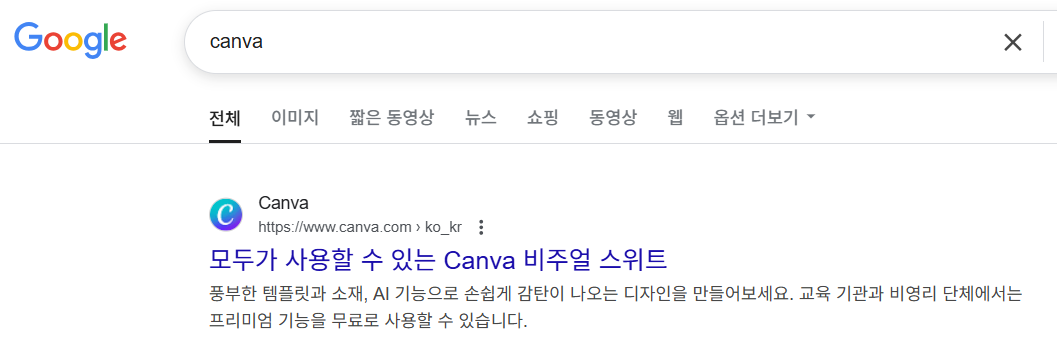 Google
canva
전체 이미지 짧은 동영상 뉴스 쇼핑 동영상 웹 옵션 더보기
Canva
https://www.canva.com › ko_kr
모두가 사용할 수 있는 Canva 비주얼 스위트
풍부한 템플릿과 소재, AI 기능으로 손쉽게 감탄이 나오는 디자인을 만들어보세요. 교육 기관과 비영리 단체에서는
프리미엄 기능을 무료로 사용할 수 있습니다.